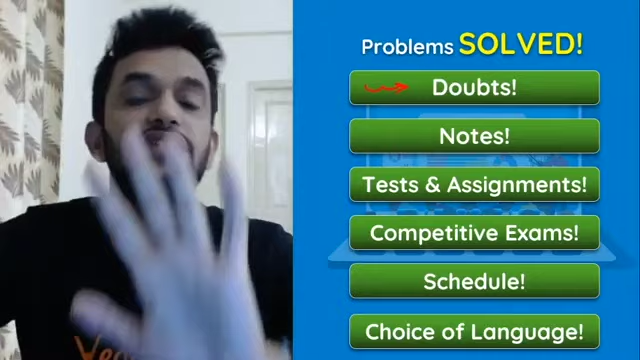 Problems SOLVED!
Doubts!
Notes!
Tests & Assignments!
Competitive Exams!
Schedule!
Choice of Language!